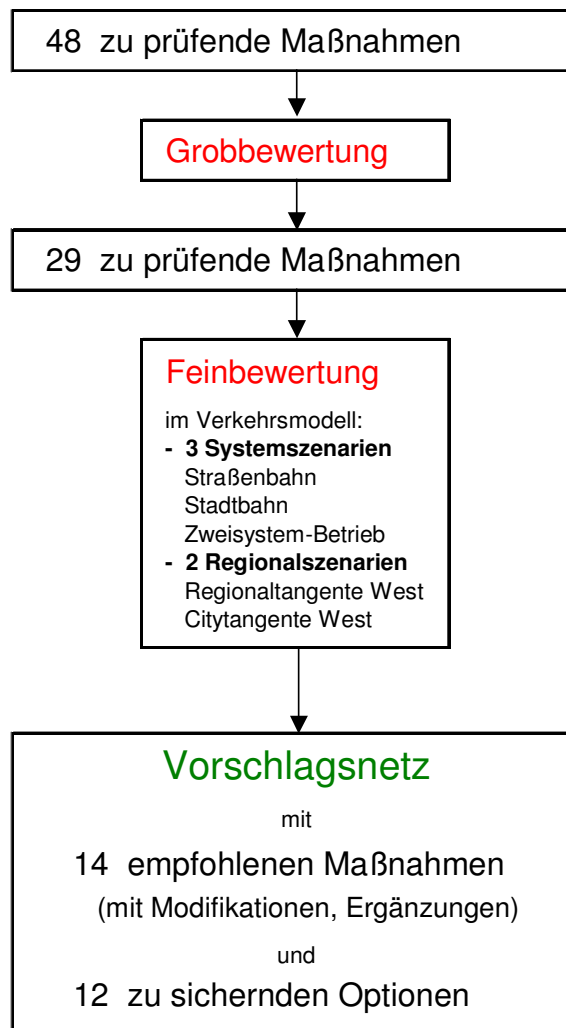 48 zu prüfende Maßnahmen
Grobbewertung
29 zu prüfende Maßnahmen
Feinbewertung
im Verkehrsmodell:
- 3 Systemszenarien
Straßenbahn
Stadtbahn
Zweisystem-Betrieb
- 2 Regionalszenarien
Regionaltangente West
Citytangente West
Vorschlagsnetz
mit
14 empfohlenen Maßnahmen
(mit Modifikationen, Ergänzungen)
und
12 zu sichernden Optionen